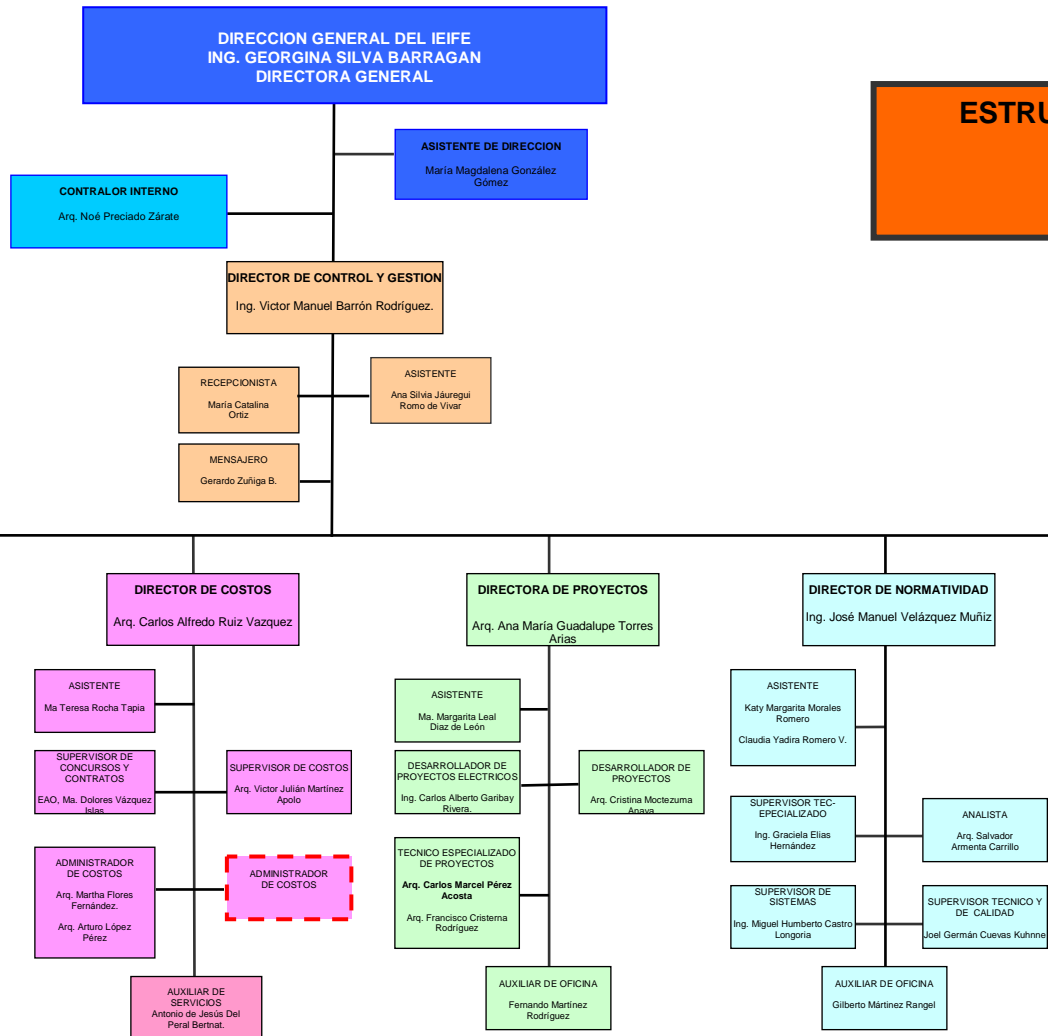 DIRECCION GENERAL DEL IEIFE
ING. GEORGINA SILVA BARRAGAN
DIRECTORA GENERAL
ESTRU
ASISTENTE DE DIRECCION
María Magdalena González
Gómez
CONTRALOR INTERNO
Arq. Noé Preciado Zárate
DIRECTOR DE CONTROL Y GESTION
Ing. Victor Manuel Barrón Rodríguez.
RECEPCIONISTA
María Catalina
Ortiz
ASISTENTE
Ana Silvia Jáuregui
Romo de Vivar
MENSAJERO
Gerardo Zuñiga B.
DIRECTOR DE COSTOS
Arq. Carlos Alfredo Ruiz Vazquez
ASISTENTE
Ma Teresa Rocha Tapia
SUPERVISOR DE
CONCURSOS Y
CONTRATOS
EAO, Ma. Dolores Vázquez
Islas
SUPERVISOR DE COSTOS
Arq. Victor Julián Martínez
Apolo
ADMINISTRADOR
DE COSTOS
Arq. Martha Flores
Fernández.
Arq. Arturo López
Pérez
ADMINISTRADOR
DE COSTOS
AUXILIAR DE
SERVICIOS
Antonio de Jesús Del
Peral Bertnat.
DIRECTORA DE PROYECTOS
Arq. Ana María Guadalupe Torres
Arias
ASISTENTE
Ma. Margarita Leal
Diaz de León
DESARROLLADOR DE
PROYECTOS ELECTRICOS
Ing. Carlos Alberto Garibay
Rivera.
DESARROLLADOR DE
PROYECTOS
Arq. Cristina Moctezuma
Anaya
TECNICO ESPECIALIZADO
DE PROYECTOS
Arq. Carlos Marcel Pérez
Acosta
Arq. Francisco Cristerna
Rodríguez
AUXILIAR DE OFICINA
Fernando Martínez
Rodríguez
DIRECTOR DE NORMATIVIDAD
Ing. José Manuel Velázquez Muñiz
ASISTENTE
Katy Margarita Morales
Romero
Claudia Yadira Romero V.
SUPERVISOR TEC-
EPECIALIZADO
Ing. Graciela Elias
Hernández
ANALISTA
Arq. Salvador
Armenta Carrillo
SUPERVISOR DE
SISTEMAS
Ing. Miguel Humberto Castro
Longoria
SUPERVISOR TECNICO Y
DE CALIDAD
Joel Germán Cuevas Kuhnne
AUXILIAR DE OFICINA
Gilberto Mártinez Rangel